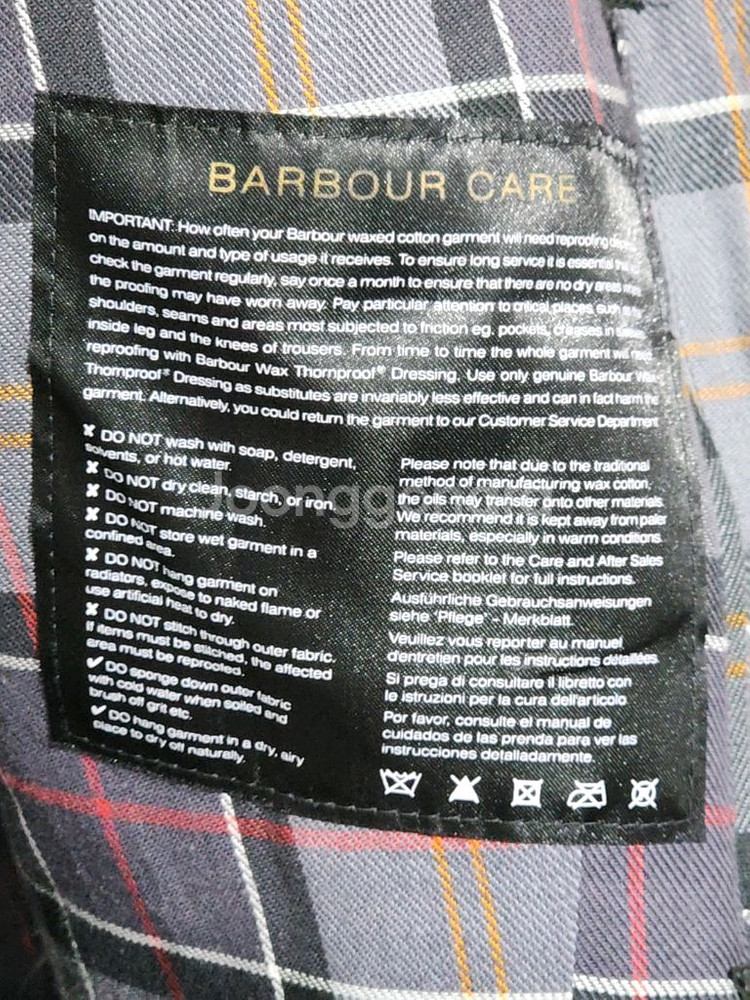 BARBOUR CARE
IMPORTANT: How often your Barbour waxed cotton garment will need reproofing
on the amount and type of usage it receives. To ensure long service it is essential
check the garment regularly, say once a month to ensure that there are no dry areas
the proofing may have worn away. Pay particular attention to critical places such
shoulders, seams and areas most subjected to friction eg. pockets, creases in
inside leg and the knees of trousers. From time to time the whole garment will need
reproofing with Barbour Wax Thornproof® Dressing. Use only genuine Barbour Wax
Thornproof® Dressing as substitutes are invariably less effective and can in fact harm the
garment. Alternatively, you could return the garment to our Customer Service Department
✘ DO NOT wash with soap, detergent,
solvents, or hot water.
✘ DO NOT dry clean, starch, or iron.
✘ DO NOT machine wash.
✘ DO NOT store wet garment in a
confined area.
✘ DO NOT hang garment on
radiators, expose to naked flame or
use artificial heat to dry.
✘ DO NOT stitch through outer fabric.
If items must be stitched, the affected
area must be reproofed.
✔ DO sponge down outer fabric
with cold water when soiled and
brush off grit etc.
✔ DO hang garment in a dry, airy
place to dry off naturally.
Please note that due to the traditional
method of manufacturing wax cotton,
the oils may transfer onto other materials.
We recommend it is kept away from paler
materials, especially in warm conditions.
Please refer to the Care and After Sales
Service booklet for full instructions.
Ausführliche Gebrauchsanweisungen
siehe 'Pflege' - Merkblatt.
Veuillez vous reporter au manuel
d'entretien pour les instructions détaillées.
Si prega di consultare il libretto con
le istruzioni per la cura dell'articolo
Por favor, consulte el manual de
cuidados de las prenda para ver las
instrucciones detalladamente.